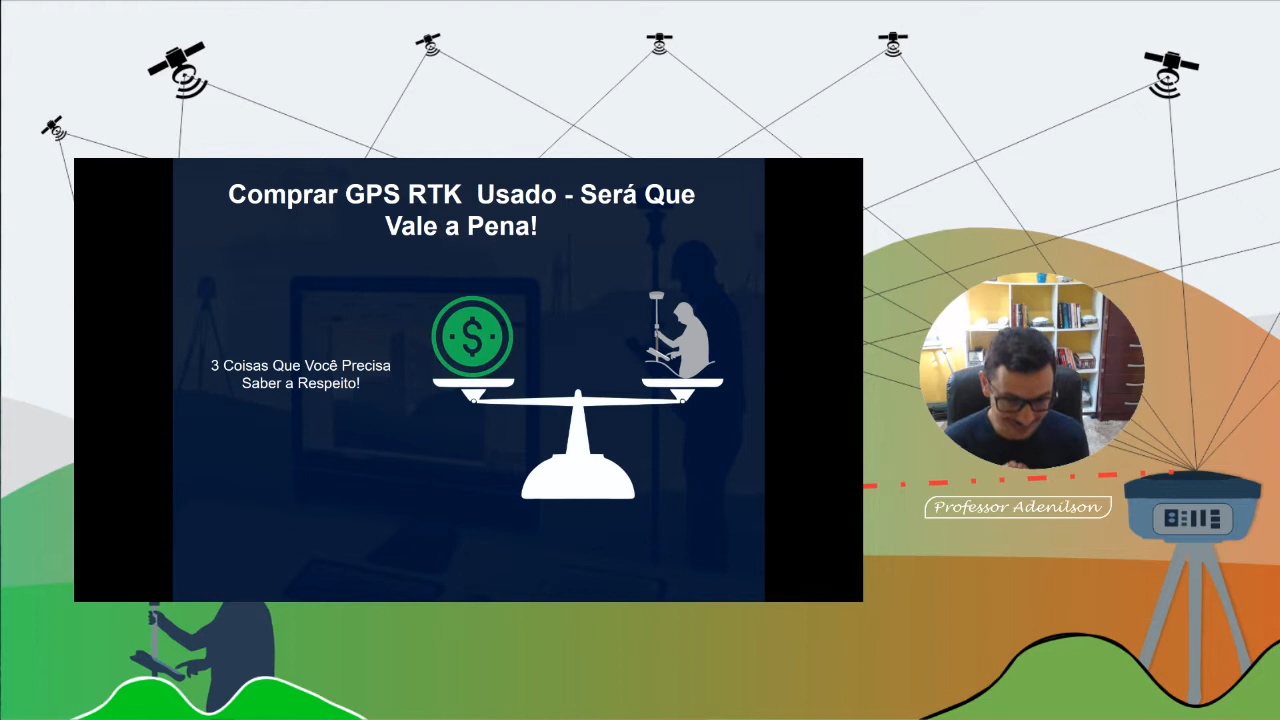 Comprar GPS RTK  Usado - Será Que
Vale a Pena!
3 Coisas Que Você Precisa
Saber a Respeito!
Professor Adenilson